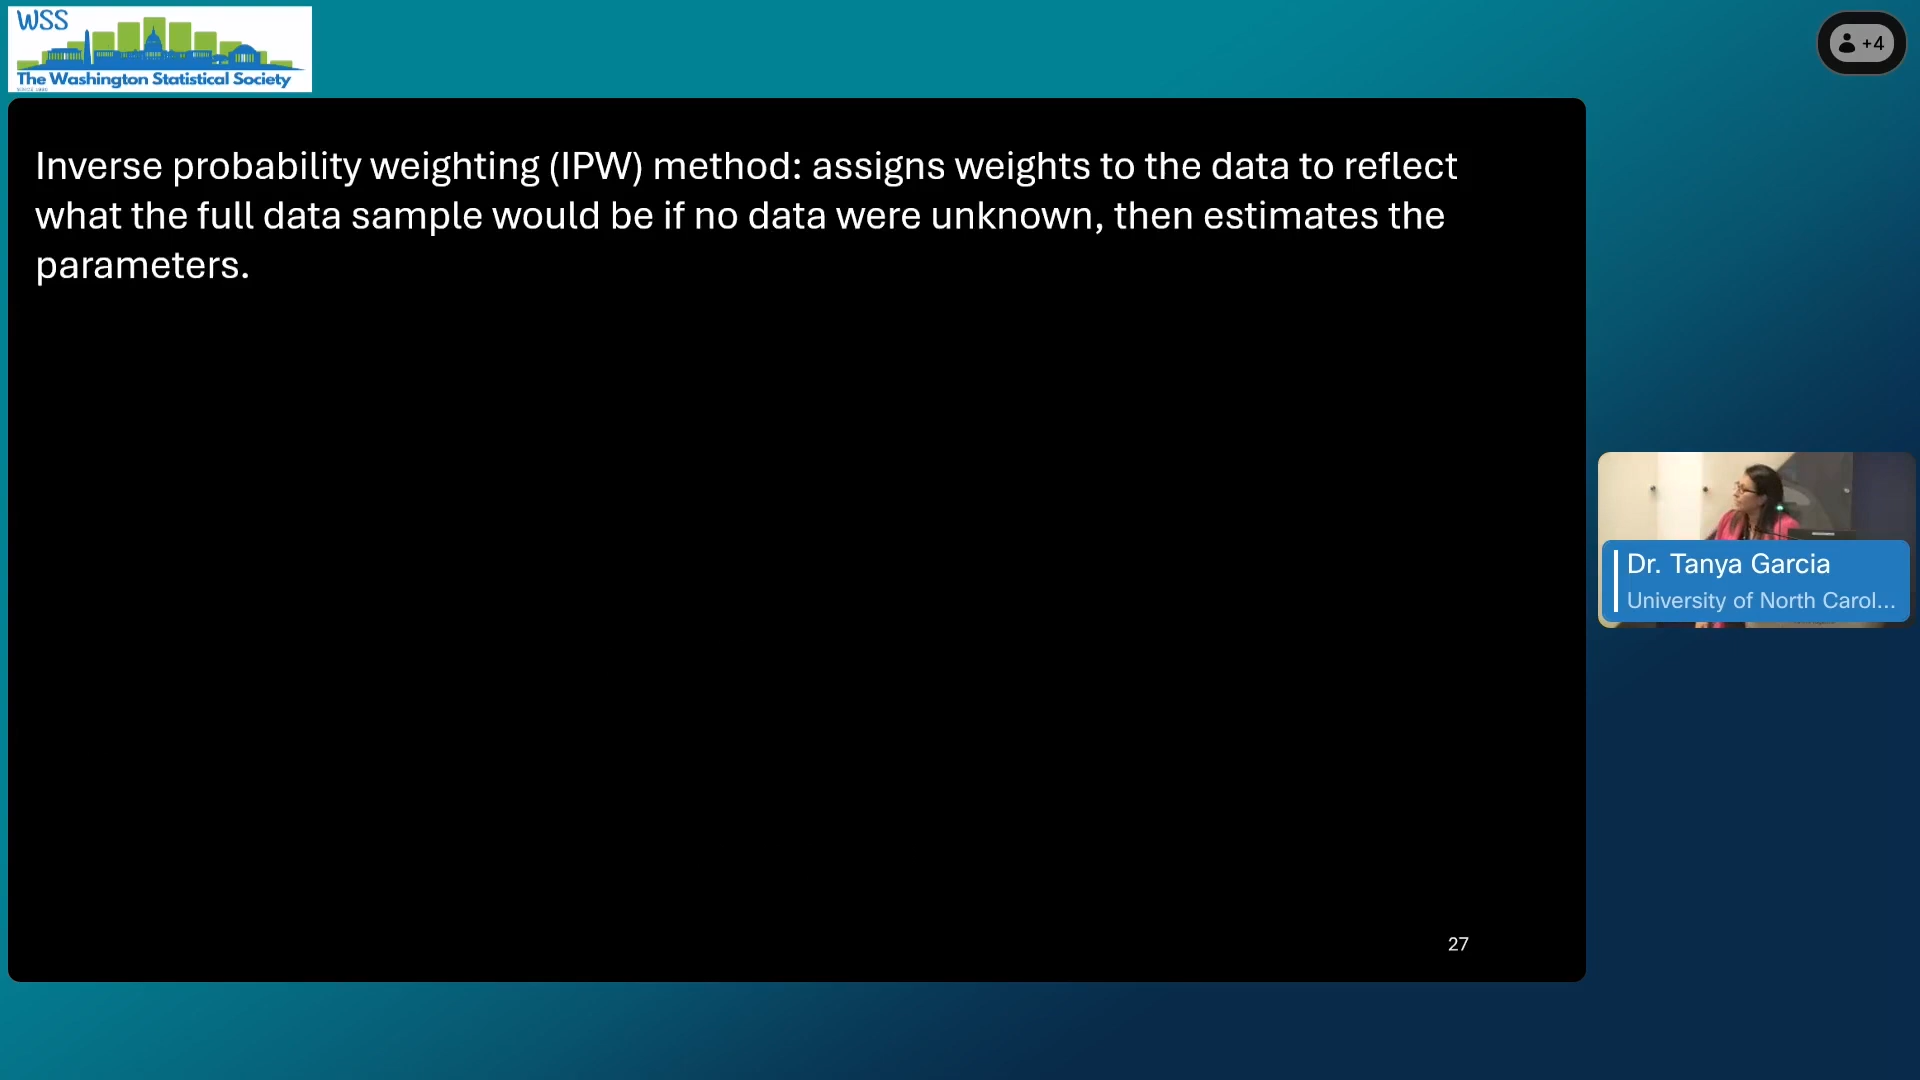 WSS
The Washington Statistical Society
+4
Inverse probability weighting (IPW) method: assigns weights to the data to reflect
what the full data sample would be if no data were unknown, then estimates the
parameters.
Dr. Tanya Garcia
University of North Carol...
27